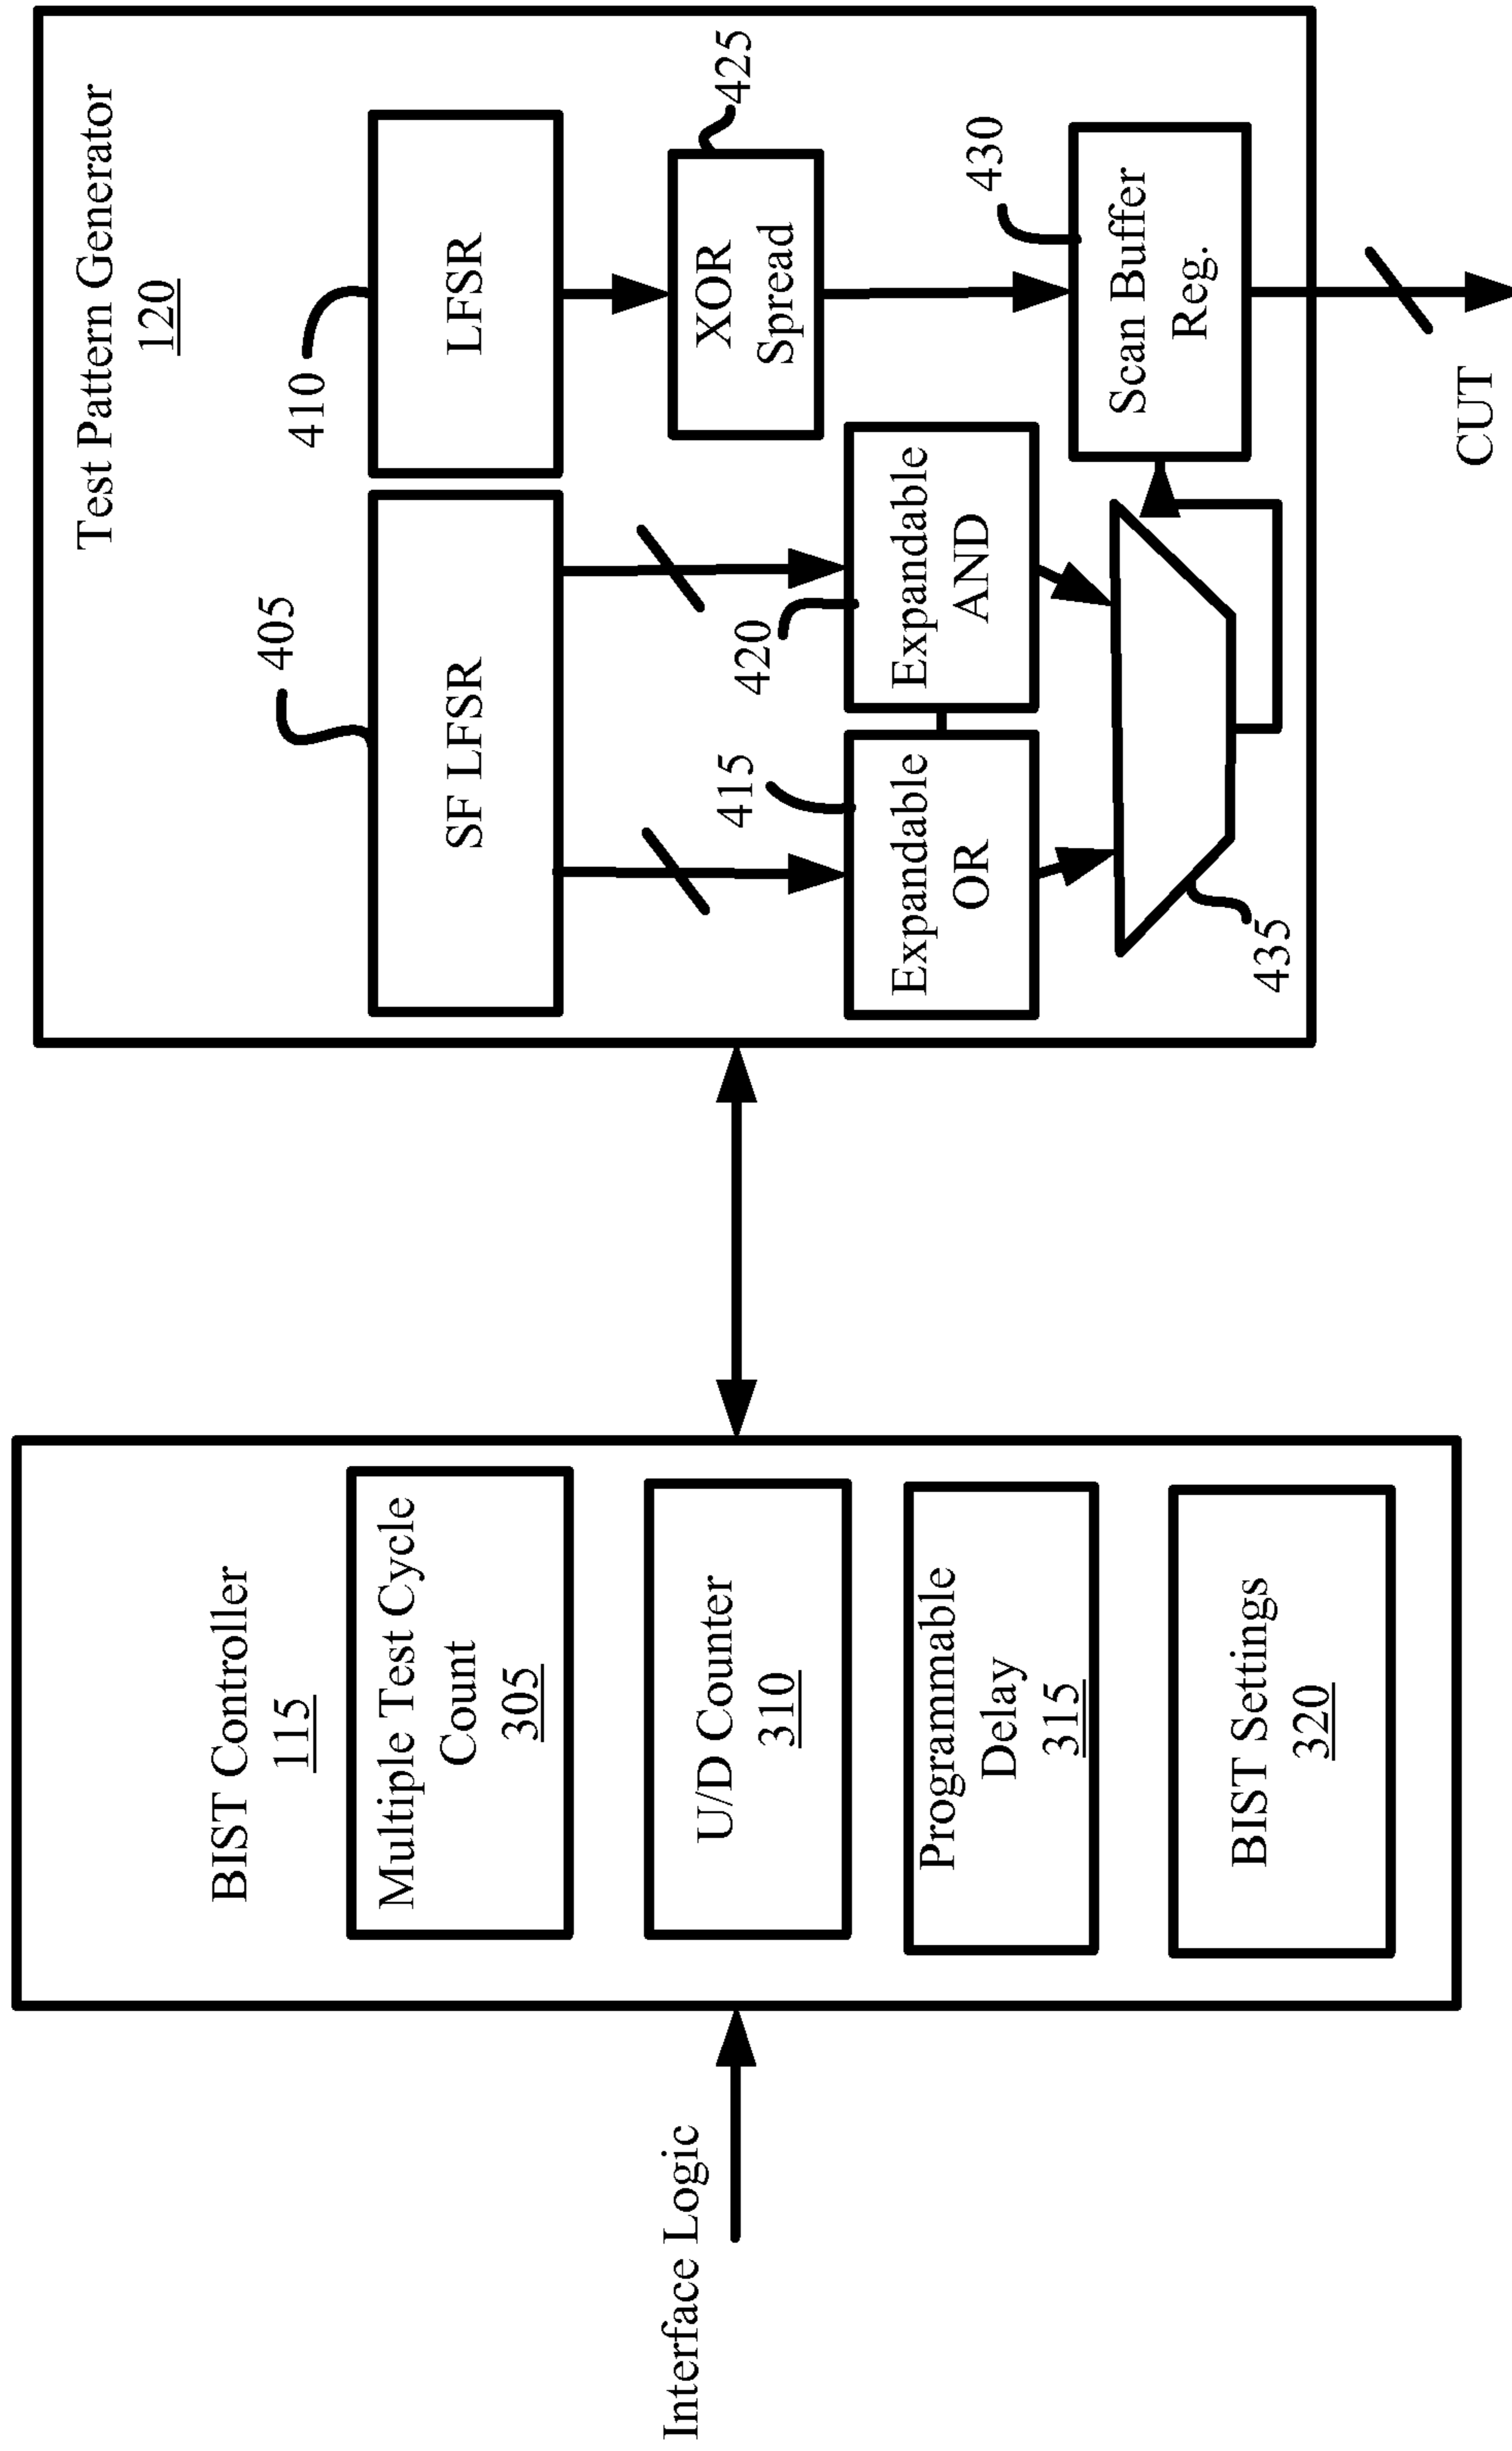 Interface Logic
BIST Controller
115
Multiple Test Cycle
Count
305
U/D Counter
310
Programmable
Delay
315
BIST Settings
320
Test Pattern Generator
120
405
SF LFSR
410
LFSR
415
Expandable
OR
420
Expandable
AND
425
XOR
Spread
430
Scan Buffer
Reg.
435
CUT